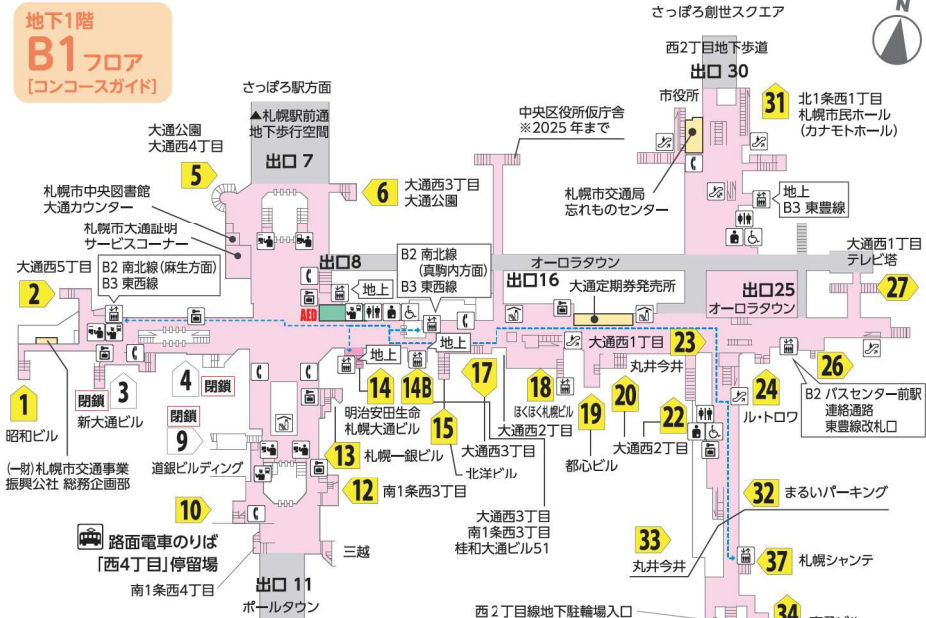 地下1階
B1フロア
[コンコースガイド]
さっぽろ創世スクエア
N
西2丁目地下歩道
出口 30
さっぽろ駅方面
▲札幌駅前通
地下歩行空間
出口 7
市役所
31
北1条西1丁目
札幌市民ホール
(カナモトホール)
中央区役所仮庁舎
※2025年まで
大通公園
大通西4丁目
5
6
大通西3丁目
大通公園
札幌市中央図書館
大通カウンター
札幌市大通証明
サービスコーナー
札幌市交通局
忘れものセンター
地上
B3 東豊線
大通西5丁目
2
B2 南北線(麻生方面)
B3 東西線
出口8
地上
B2 南北線
(真駒内方面)
B3 東西線
オーロラタウン
出口16
大通定期券発売所
出口25
オーロラタウン
大通西1丁目
テレビ塔
27
AED
地上
地上
大通西1丁目
23
丸井今井
1
昭和ビル
閉鎖
3
新大通ビル
4
閉鎖
閉鎖
9
道銀ビルディング
14
明治安田生命
札幌大通ビル
14B
15
北洋ビル
17
大通西3丁目
18
ほくほく札幌ビル
大通西2丁目
19
都心ビル
20
22
大通西2丁目
24
ル・トロワ
26
B2 バスセンター前駅
連絡通路
東豊線改札口
(一財)札幌市交通事業
振興公社 総務企画部
13
札幌一銀ビル
12
南1条西3丁目
10
大通西3丁目
南1条西3丁目
桂和大通ビル51
32
まるいパーキング
33
丸井今井
37
札幌シャンテ
路面電車のりば
「西4丁目」停留場
南1条西4丁目
三越
出口 11
ポールタウン
西2丁目線地下駐輪場入口
34